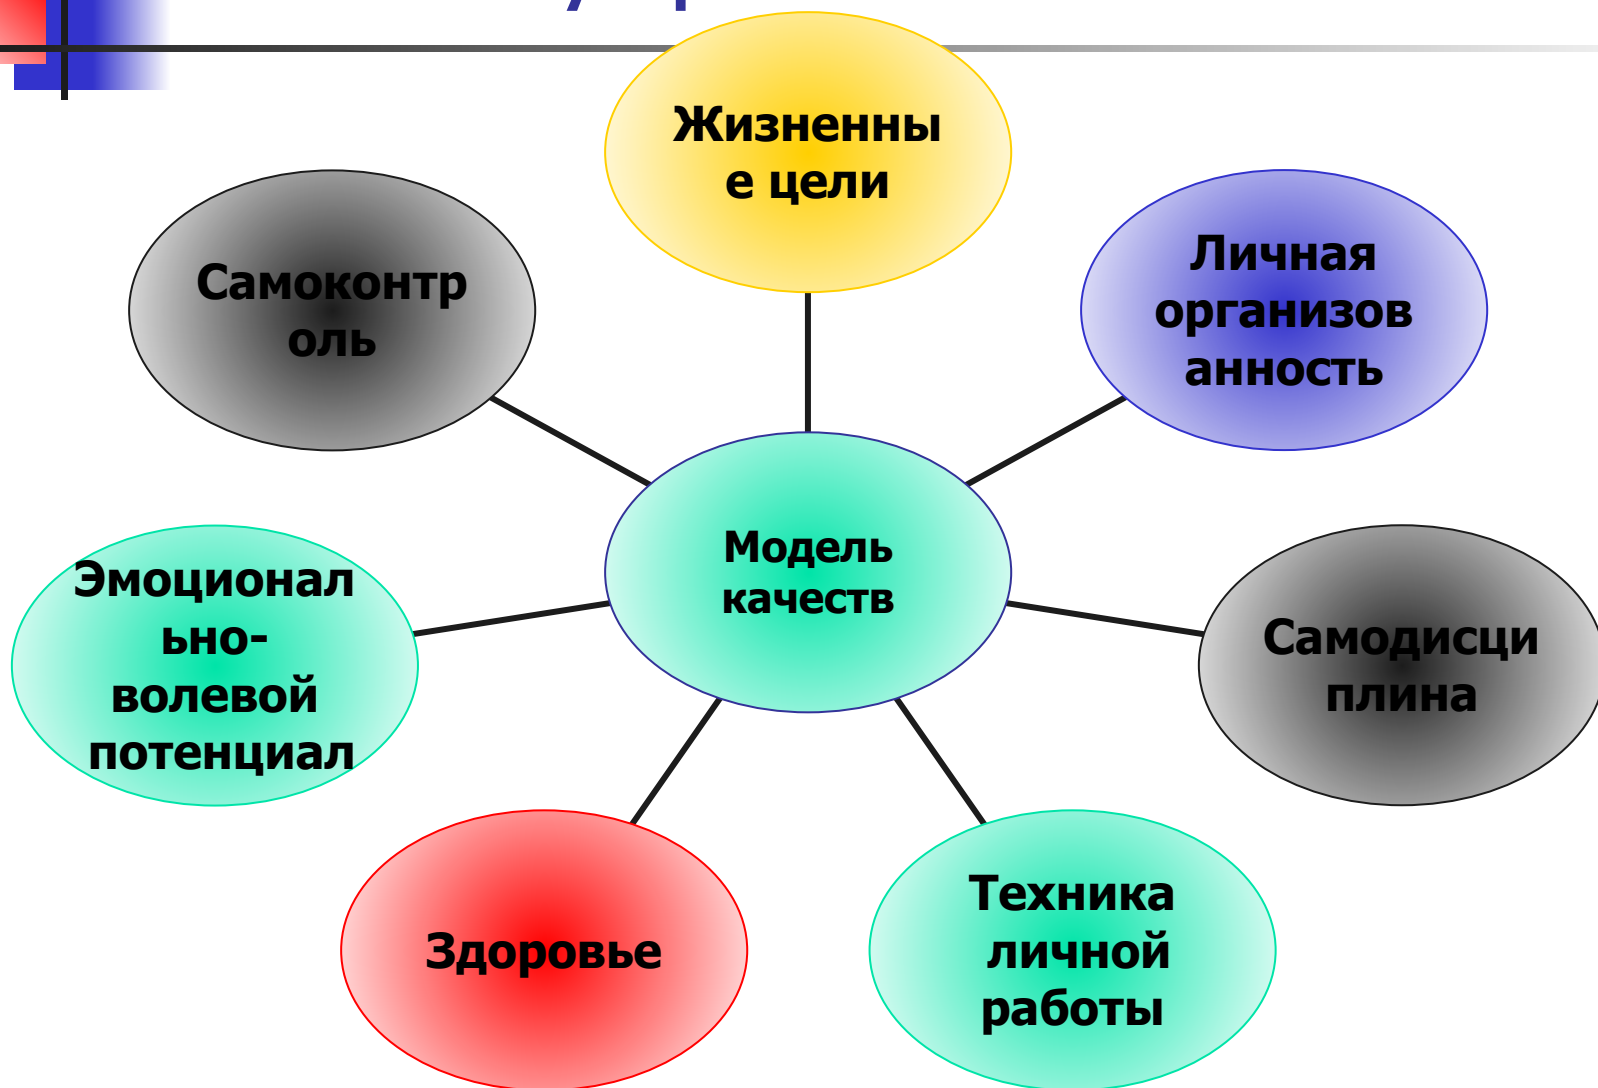 Жизненны
е цели
Личная
организов
анность
Самоконтр
оль
Модель
качеств
Эмоционал
ьно-
волевой
потенциал
Самодисци
плина
Здоровье
Техника
личной
работы